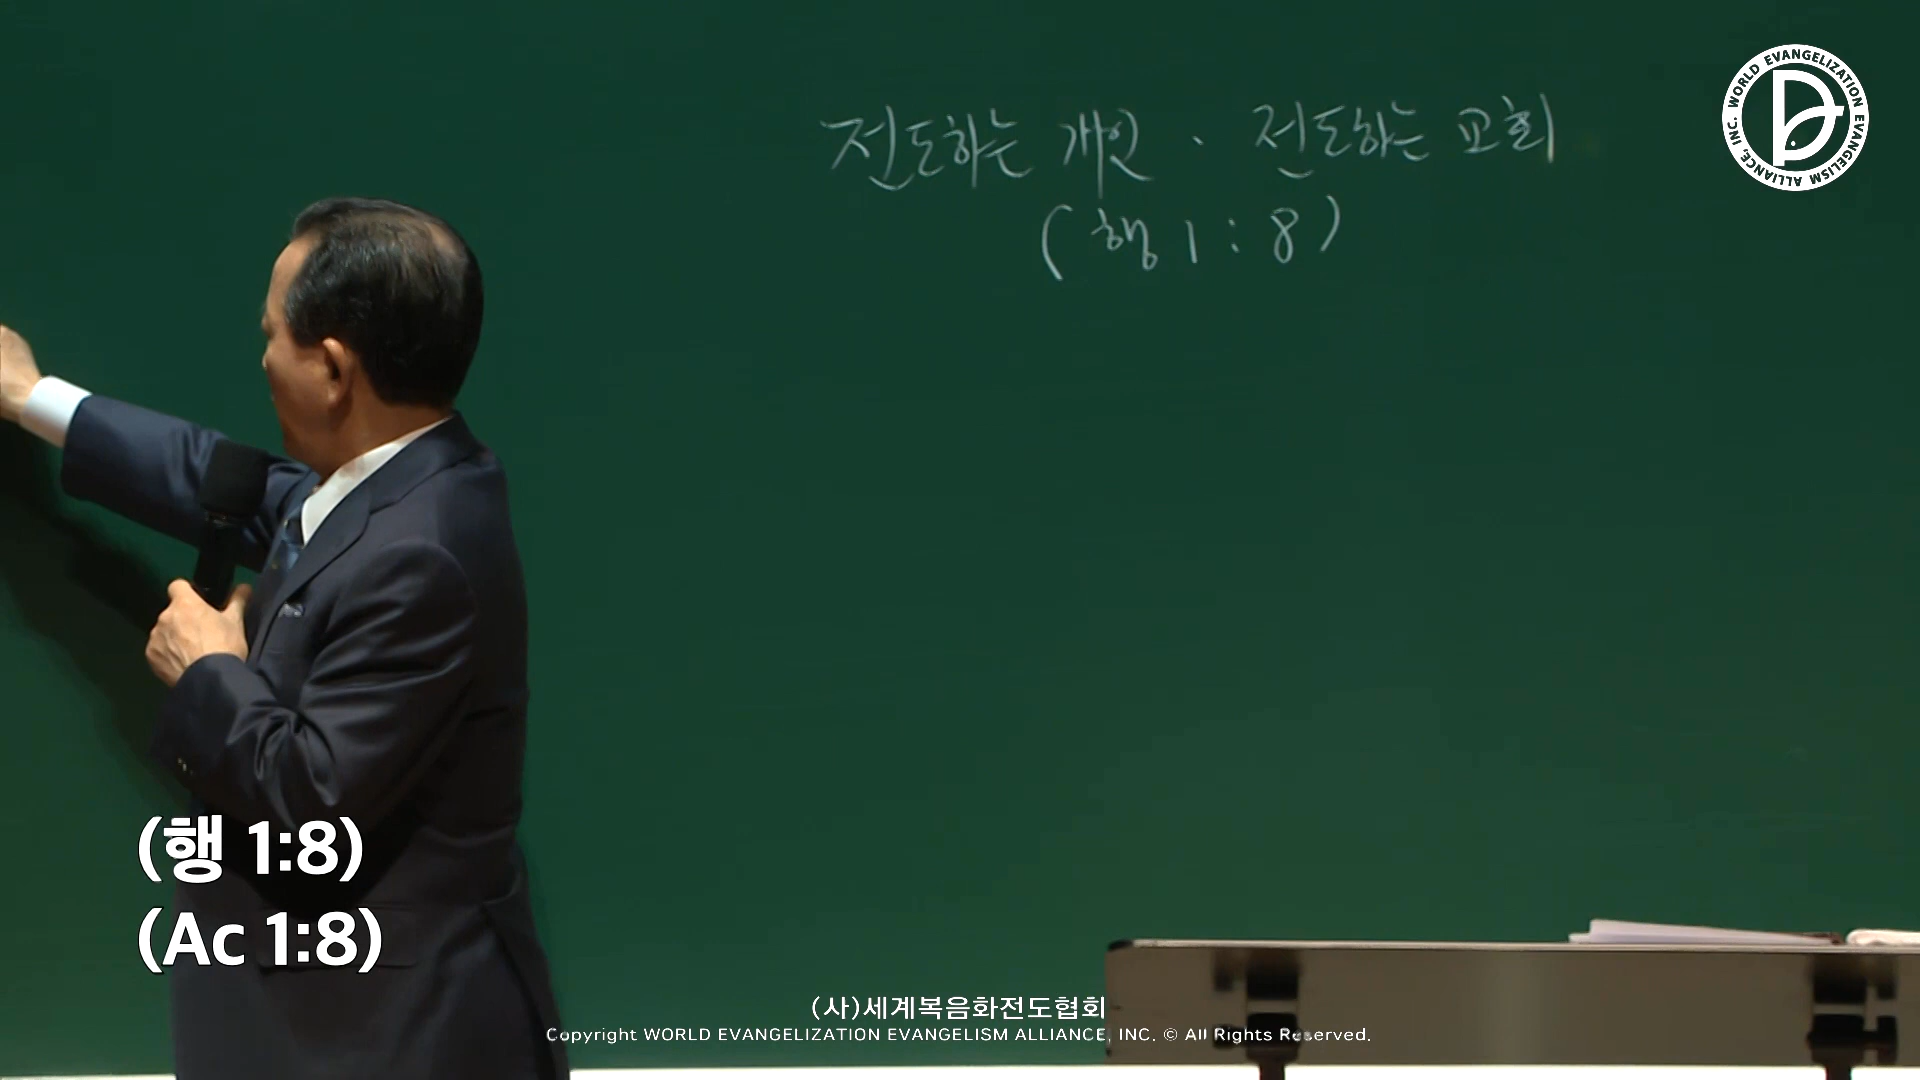 전도하는 개인 · 전도하는 교회
(행 1:8)
WORLD EVANGELIZATION EVANGELISM ALLIANCE, INC.
(행 1:8)
(Ac 1:8)
(사)세계복음화전도협회
Copyright WORLD EVANGELIZATION EVANGELISM ALLIANCE, INC. © All Rights Reserved.